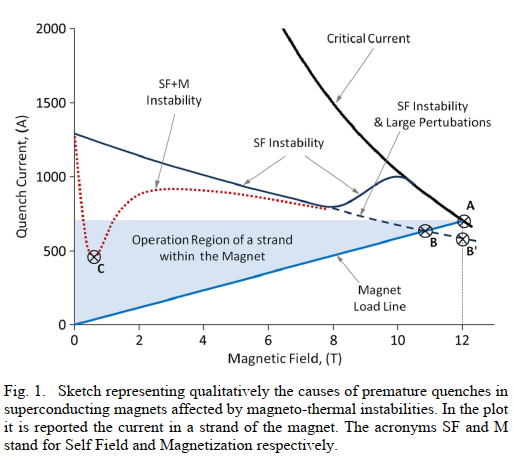 2000
1500
1000
500
0
Quench Current, (A)
Critical Current
SF+M
Instability
SF Instability
& Large Pertubations
SF Instability
A
Operation Region of a strand
within the Magnet
B
B'
C
Magnet
Load Line
0 2 4 6 8 10 12
Magnetic Field, (T)
Fig. 1. Sketch representing qualitatively the causes of premature quenches in
superconducting magnets affected by magneto-thermal instabilities. In the plot
it is reported the current in a strand of the magnet. The acronyms SF and M
stand for Self Field and Magnetization respectively.